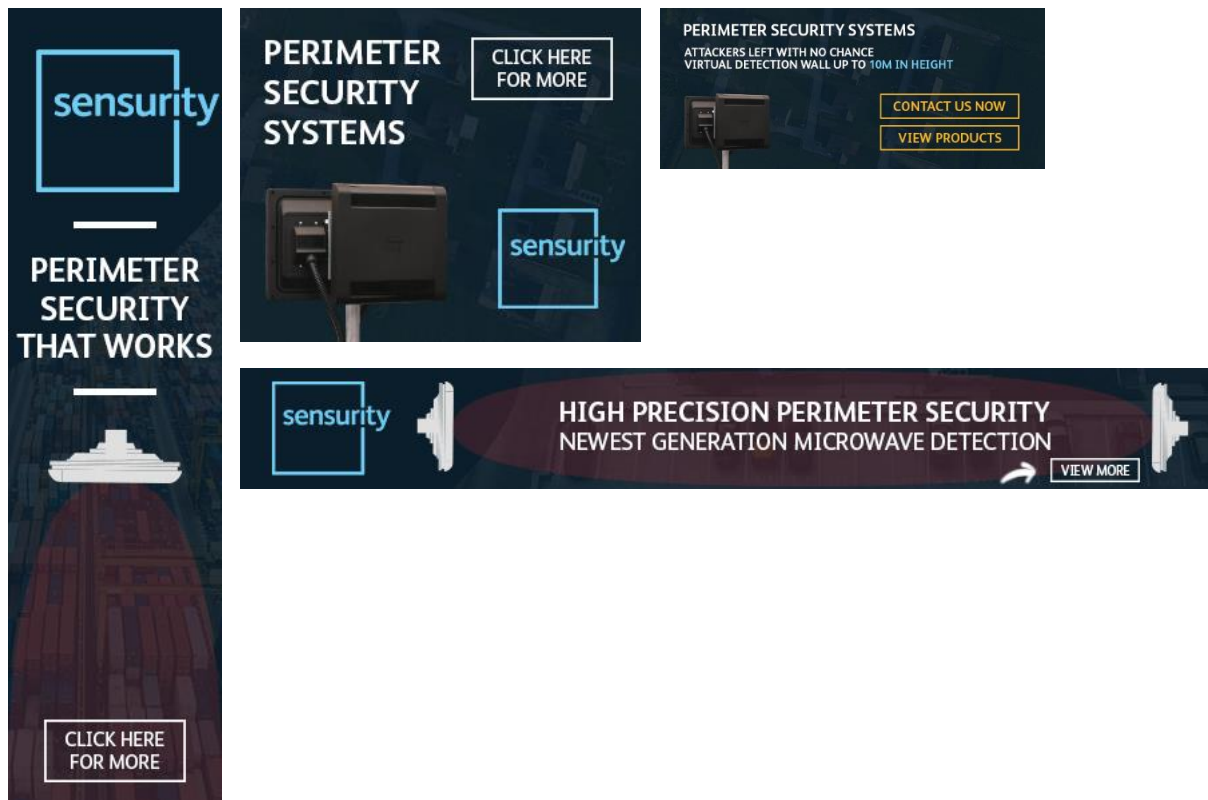 sensurity
PERIMETER
SECURITY
THAT WORKS
CLICK HERE
FOR MORE
PERIMETER
SECURITY
SYSTEMS
CLICK HERE
FOR MORE
sensurity
PERIMETER SECURITY SYSTEMS
ATTACKERS LEFT WITH NO CHANCE
VIRTUAL DETECTION WALL UP TO 10M IN HEIGHT
CONTACT US NOW
VIEW PRODUCTS
sensurity
HIGH PRECISION PERIMETER SECURITY
NEWEST GENERATION MICROWAVE DETECTION
VIEW MORE